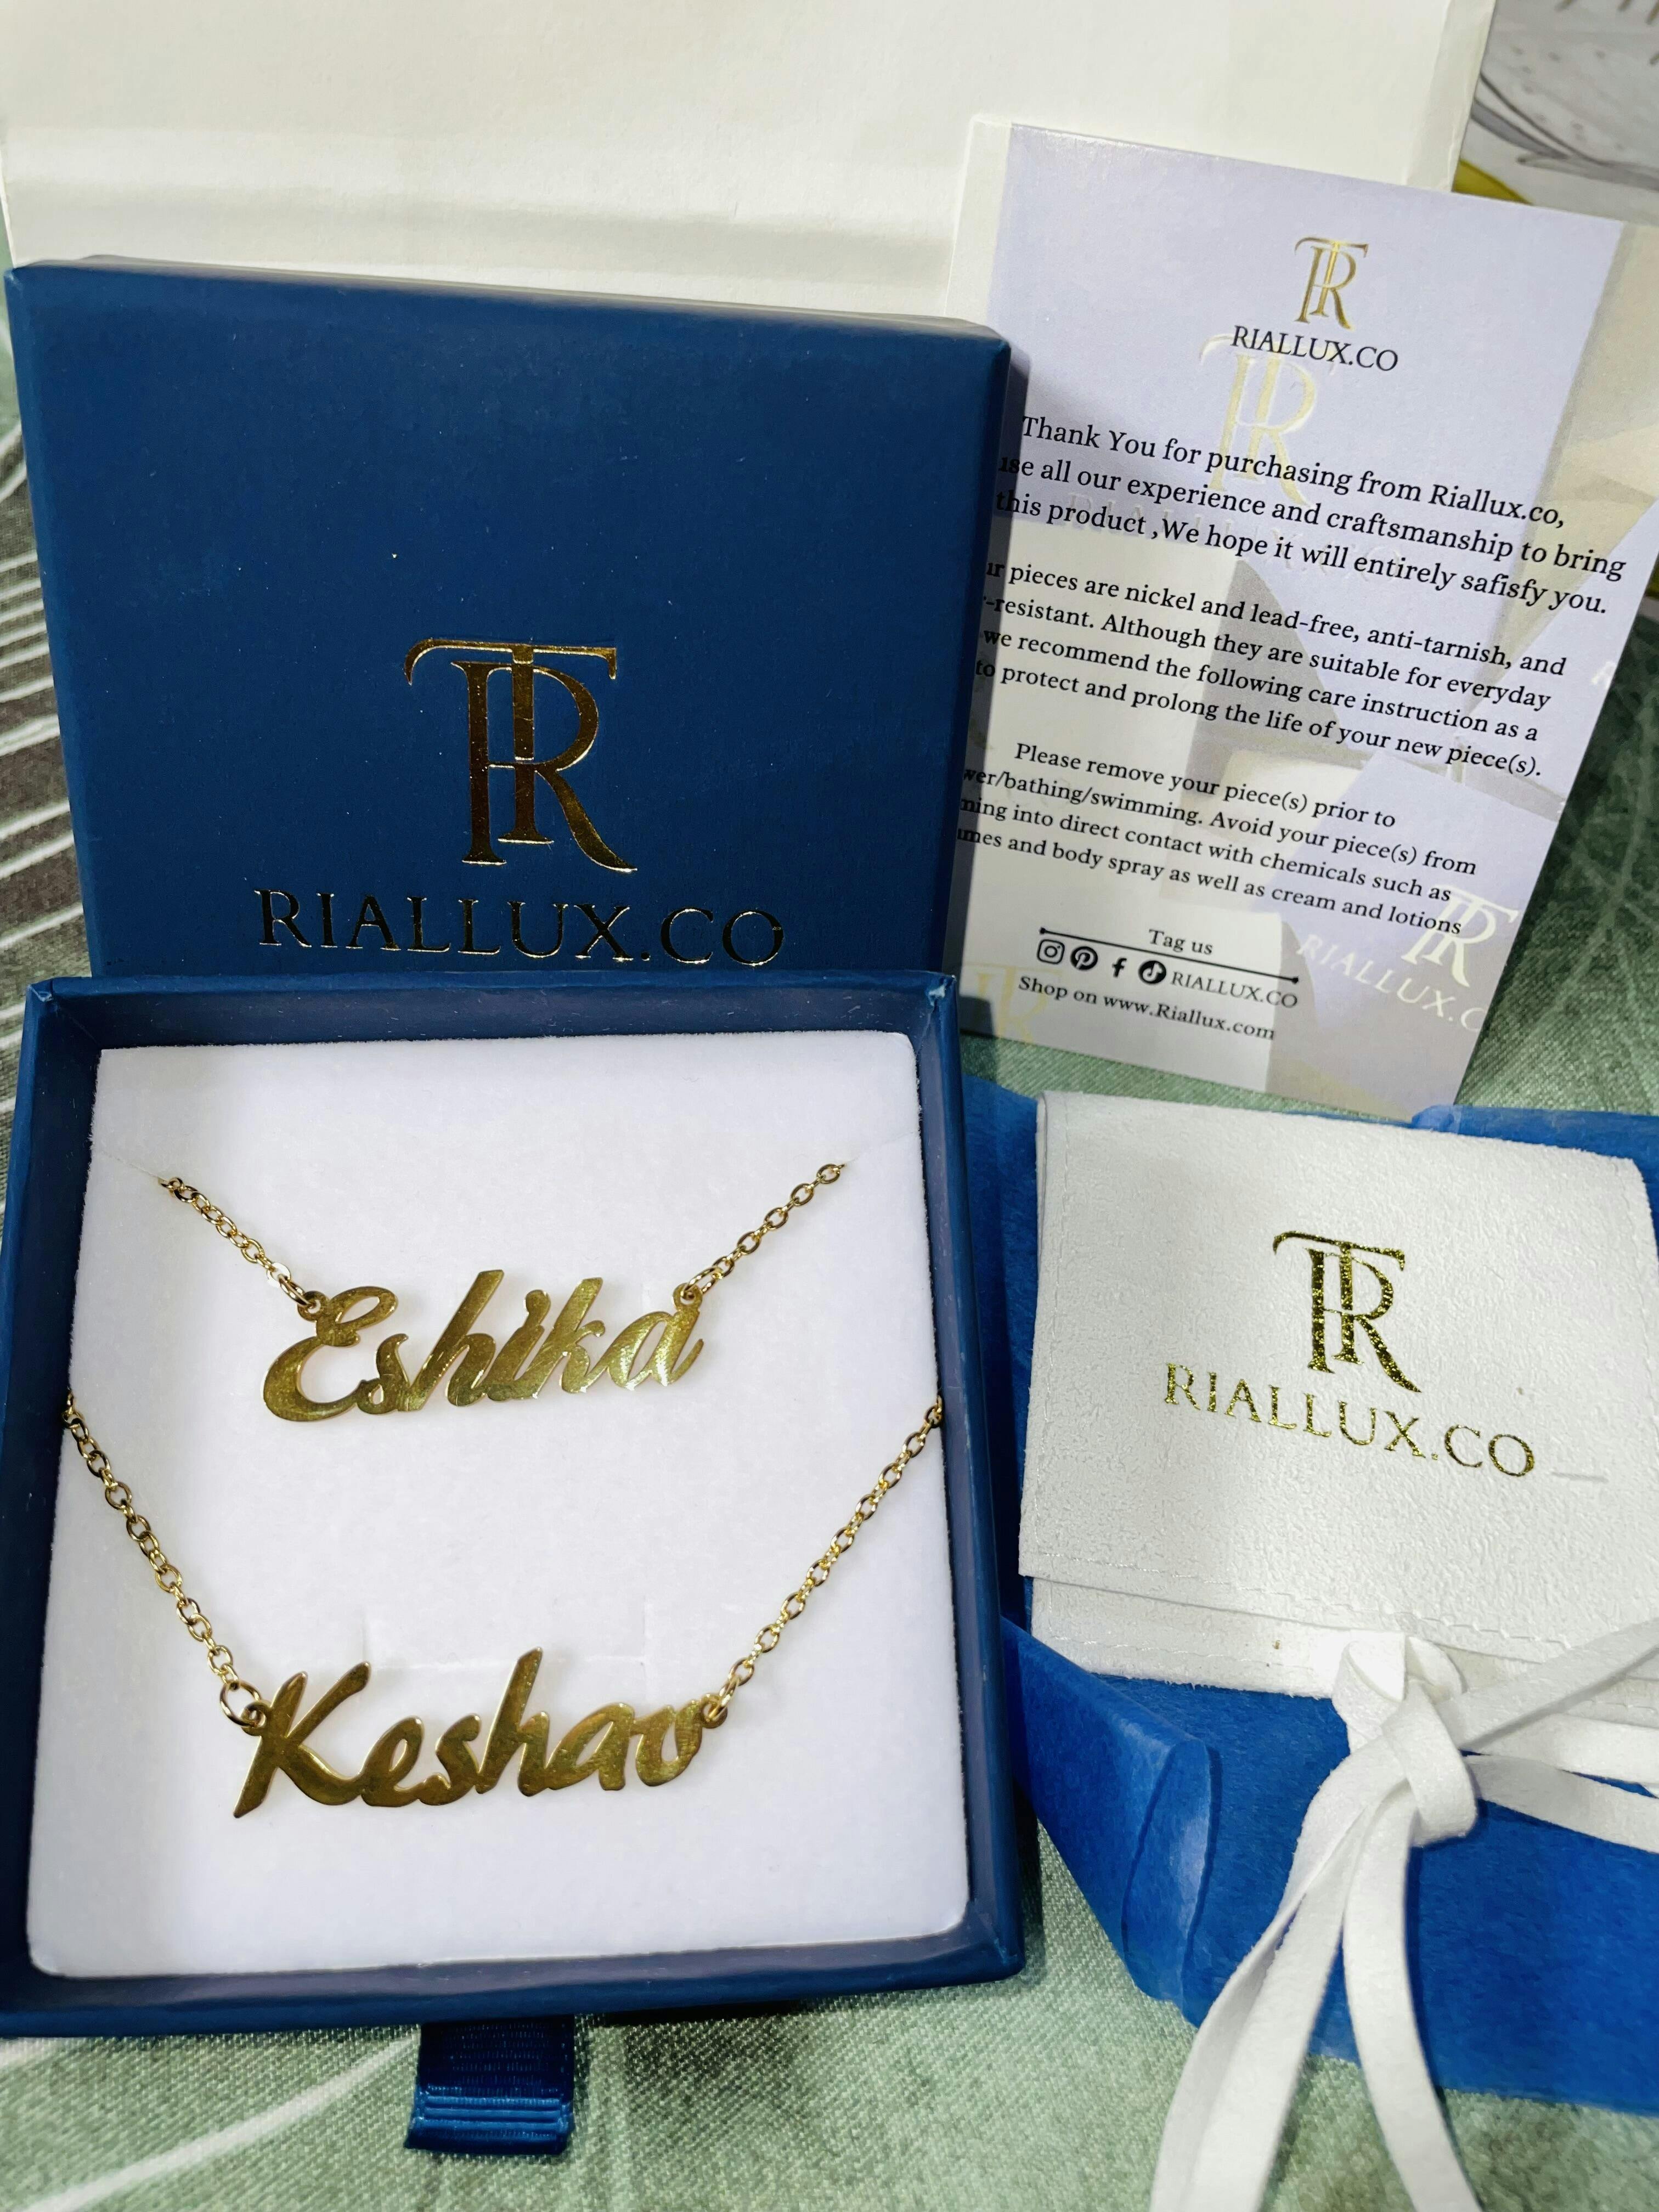 TR
RIALLUX.CO
TR
RIALLUX.CO
Thank You for purchasing from Riallux.co,
all our experience and craftsmanship to bring
this product ,We hope it will entirely safisfy you.
pieces are nickel and lead-free, anti-tarnish, and
-resistant. Although they are suitable for everyday
we recommend the following care instruction as a
to protect and prolong the life of your new piece(s).
Please remove your piece(s) prior to
/bathing/swimming. Avoid your piece(s) from
into direct contact with chemicals such as
and body spray as well as cream and lotions
Tag us
RIALLUX.CO
Shop on www.Riallux.com
TR
RIALLUX.C
Eshika
Keshav
TR
RIALLUX.CO